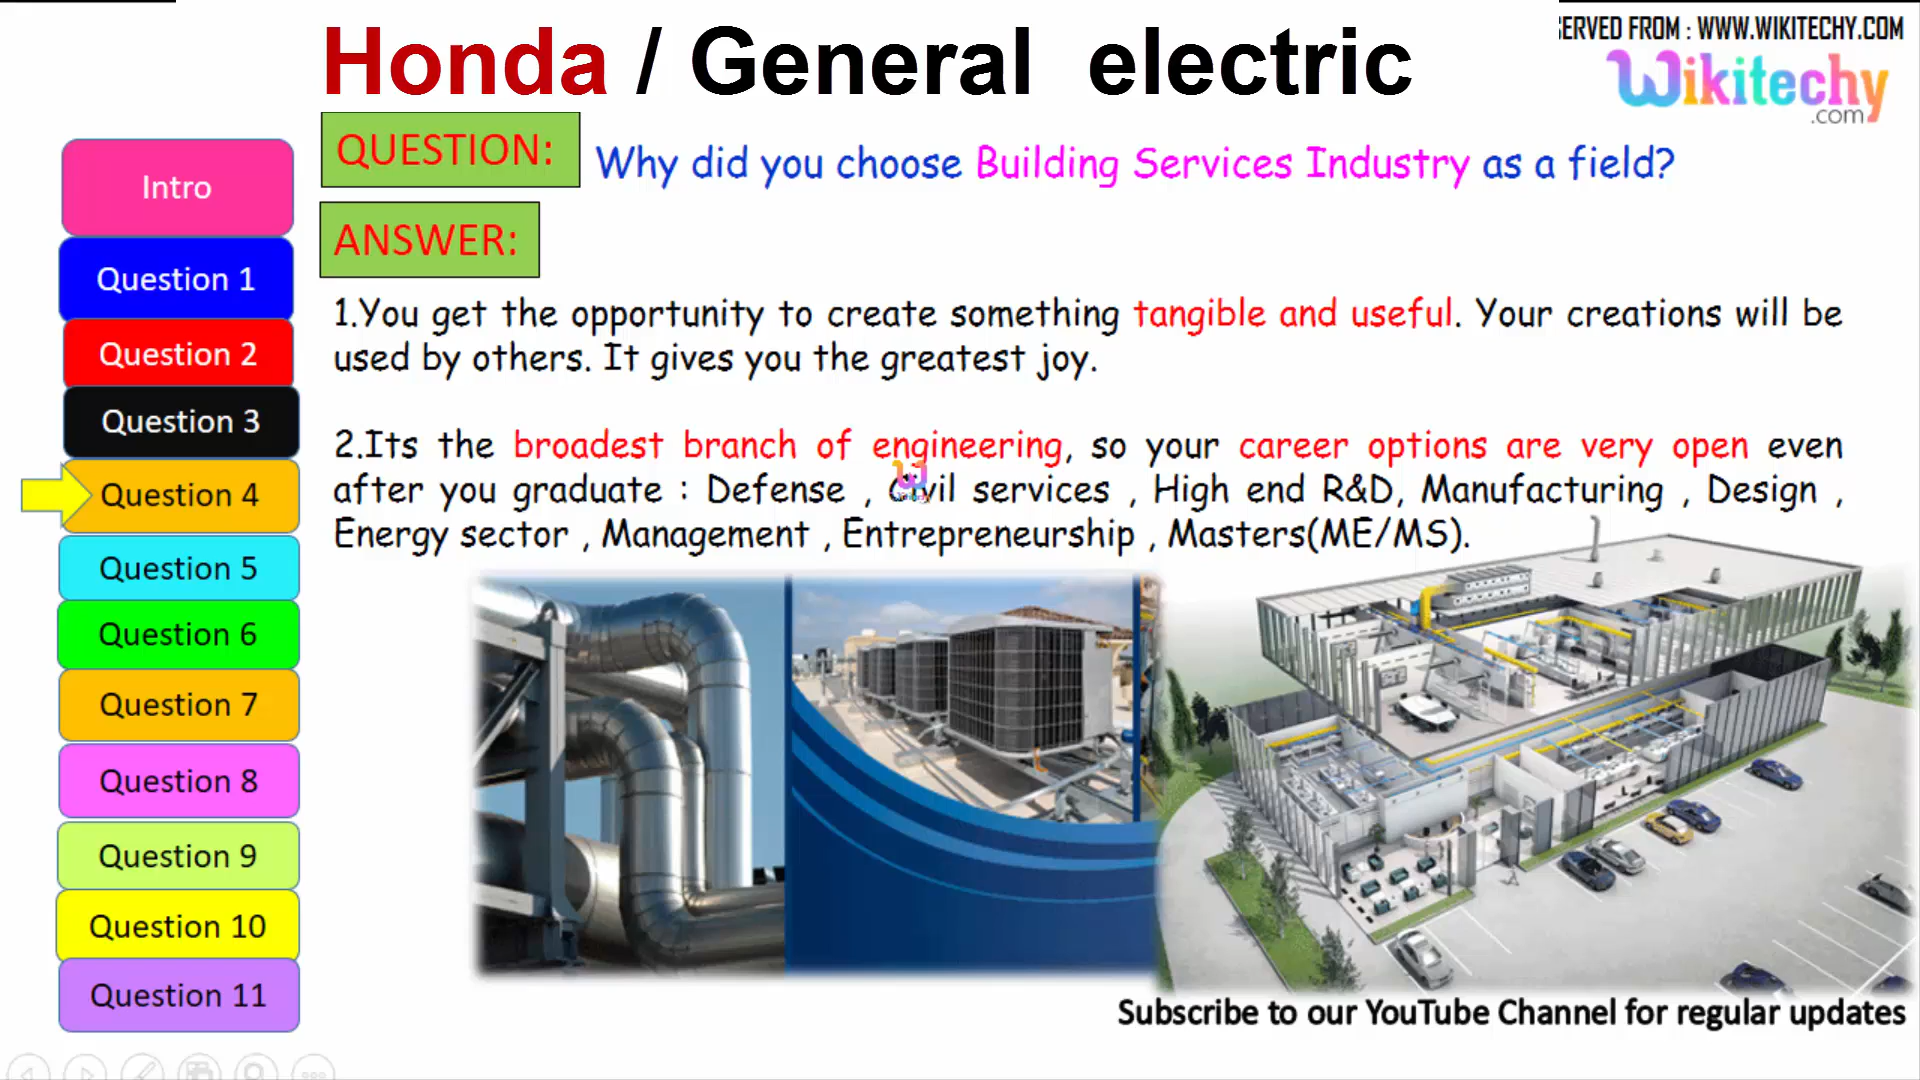 Honda / General electric
SERVED FROM : WWW.WIKITECHY.COM
Wikitechy
.com
QUESTION: Why did you choose Building Services Industry as a field?
ANSWER:
1.You get the opportunity to create something tangible and useful. Your creations will be
used by others. It gives you the greatest joy.
2.Its the broadest branch of engineering, so your career options are very open even
after you graduate : Defense , Civil services , High end R&D, Manufacturing , Design ,
Energy sector , Management , Entrepreneurship , Masters(ME/MS).
Intro
Question 1
Question 2
Question 3
Question 4
Question 5
Question 6
Question 7
Question 8
Question 9
Question 10
Question 11
Subscribe to our YouTube Channel for regular updates